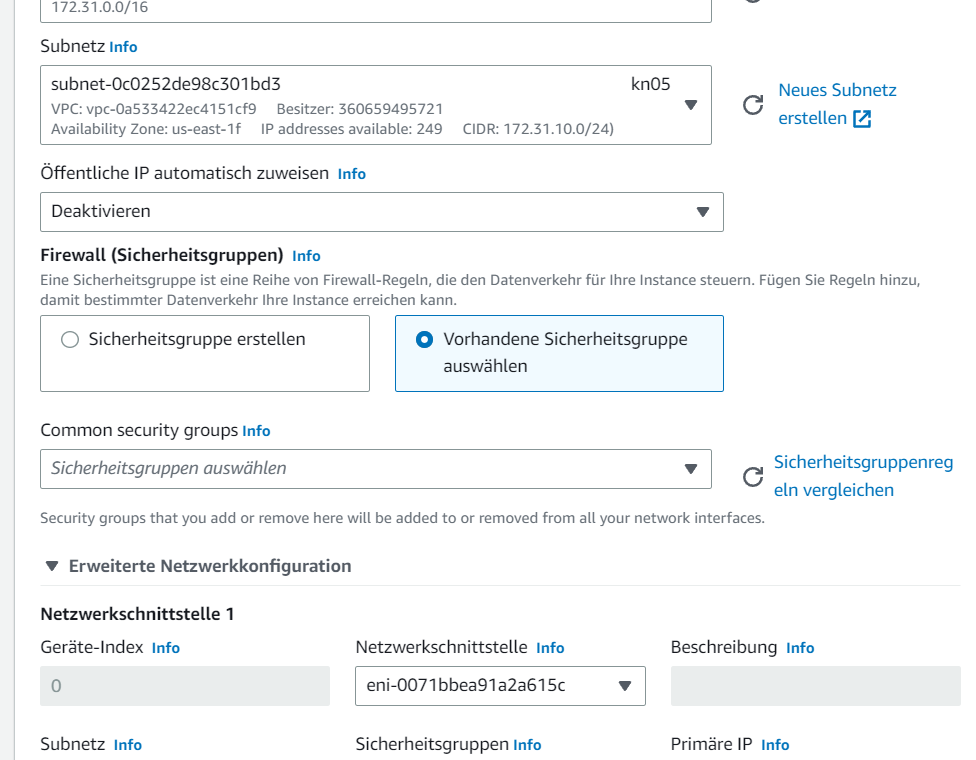 172.31.0.0/16
Subnetz Info
subnet-0c0252de98c301bd3 kn05
VPC: vpc-0a533422ec4151cf9 Besitzer: 360659495721
Availability Zone: us-east-1f IP addresses available: 249 CIDR: 172.31.10.0/24)
Neues Subnetz
erstellen
Öffentliche IP automatisch zuweisen Info
Deaktivieren
Firewall (Sicherheitsgruppen) Info
Eine Sicherheitsgruppe ist eine Reihe von Firewall-Regeln, die den Datenverkehr für Ihre Instance steuern. Fügen Sie Regeln hinzu,
damit bestimmter Datenverkehr Ihre Instance erreichen kann.
Sicherheitsgruppe erstellen
Vorhandene Sicherheitsgruppe
auswählen
Common security groups Info
Sicherheitsgruppen auswählen
Sicherheitsgruppenreg
eln vergleichen
Security groups that you add or remove here will be added to or removed from all your network interfaces.
Erweiterte Netzwerkkonfiguration
Netzwerkschnittstelle 1
Geräte-Index Info
0
Netzwerkschnittstelle Info
eni-0071bbea91a2a615c
Beschreibung Info
Subnetz Info
Sicherheitsgruppen Info
Primäre IP Info